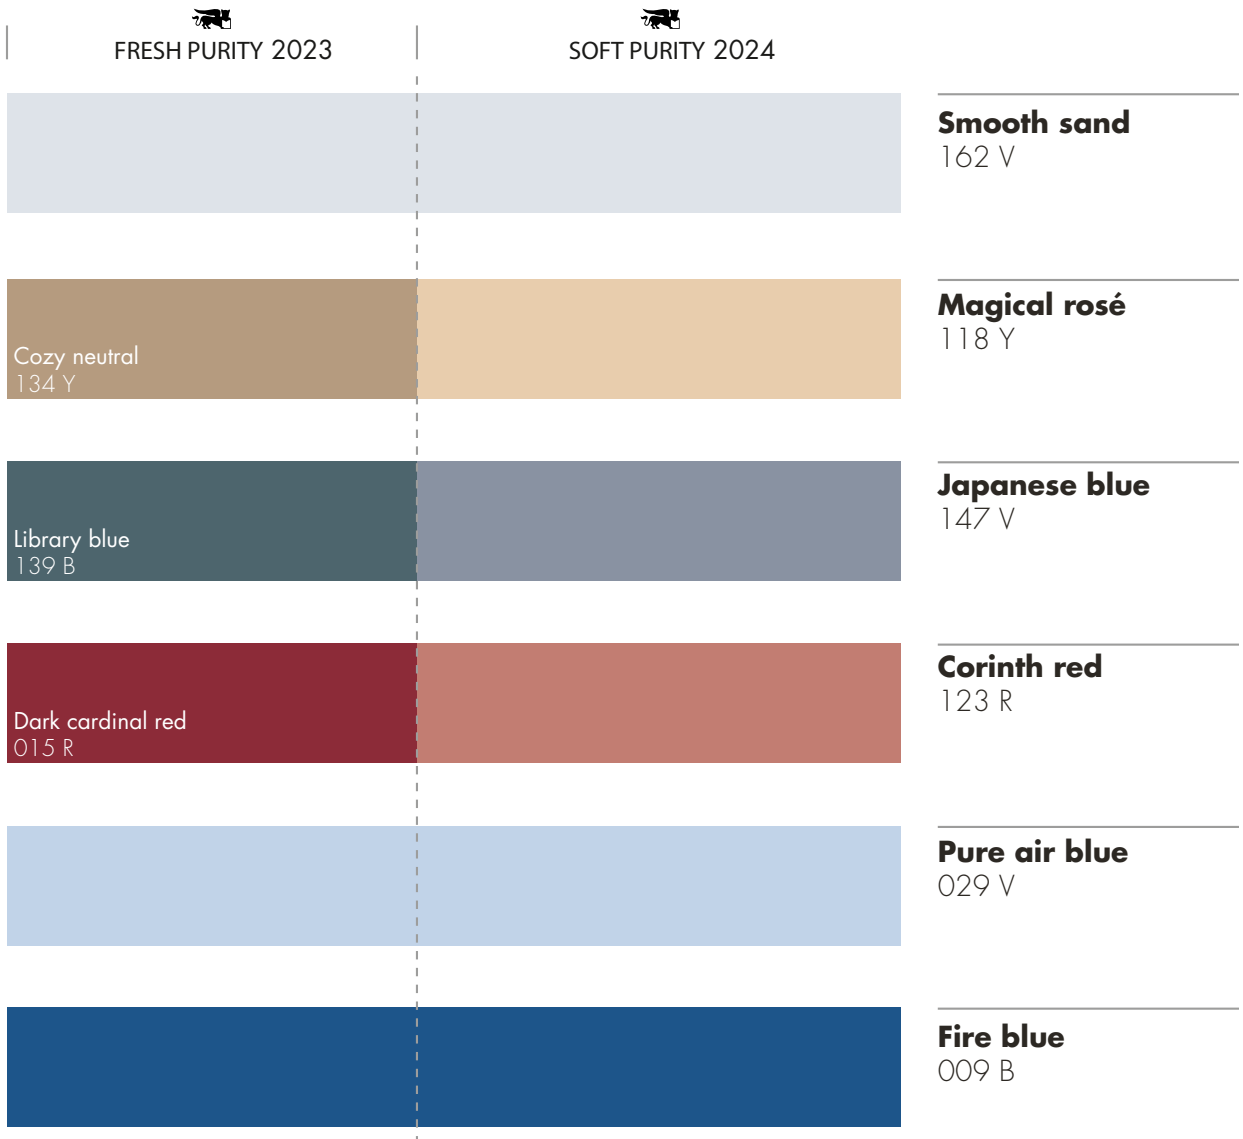 FRESH PURITY 2023
SOFT PURITY 2024
Smooth sand
162 V
Cozy neutral
134 Y
Magical rosé
118 Y
Library blue
139 B
Japanese blue
147 V
Dark cardinal red
015 R
Corinth red
123 R
Pure air blue
029 V
Fire blue
009 B